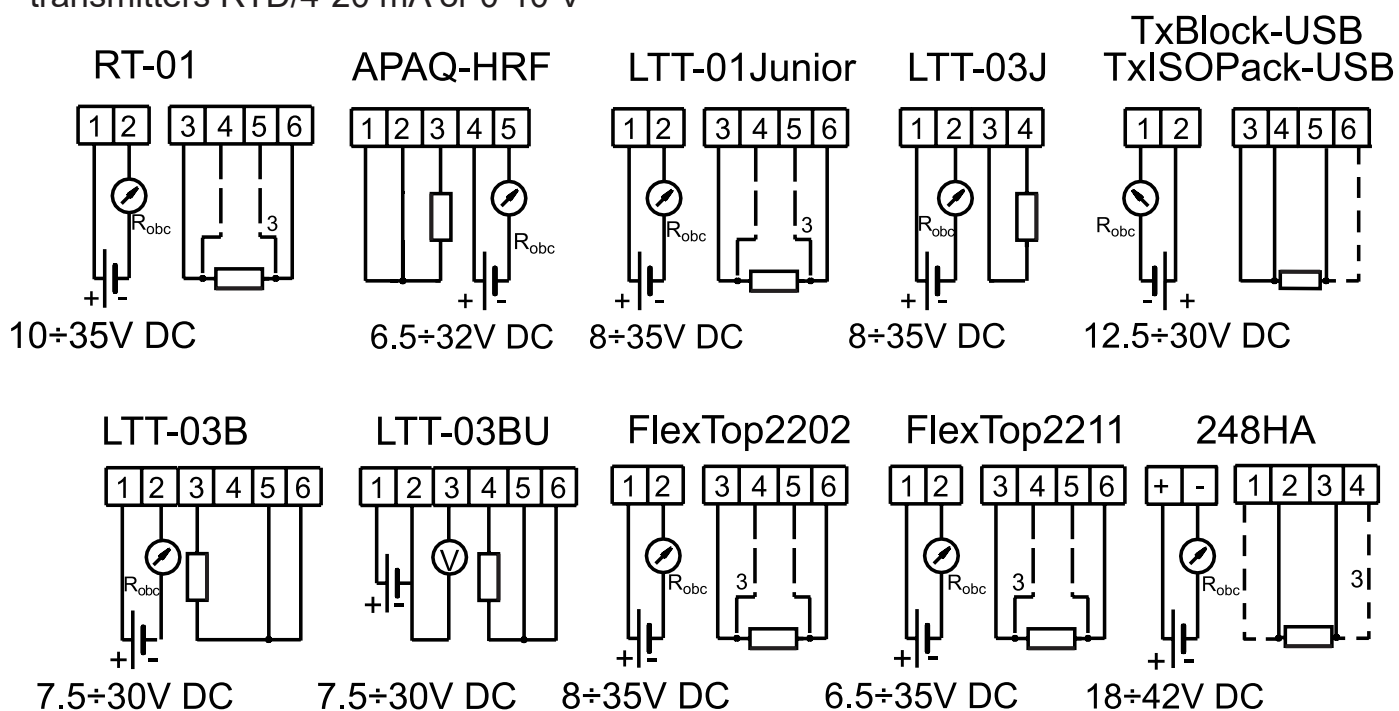 transmitters RTD/4-20 mA or 0-10 V
TxBlock-USB
RT-01 APAQ-HRF LTT-01Junior LTT-03J TxISOPack-USB
1 2 3 4 5 6 1 2 3 4 5 1 2 3 4 5 6 1 2 3 4 1 2 3 4 5 6
Robc 3 Robc Robc 3 Robc Robc
+ - + - + - + - - +
10÷35V DC 6.5÷32V DC 8÷35V DC 8÷35V DC 12.5÷30V DC
LTT-03B LTT-03BU FlexTop2202 FlexTop2211 248HA
1 2 3 4 5 6 1 2 3 4 5 6 1 2 3 4 5 6 1 2 3 4 5 6 + - 1 2 3 4
Robc V Robc 3 Robc 3 Robc 3
+ - + - + - + - + -
7.5÷30V DC 7.5÷30V DC 8÷35V DC 6.5÷35V DC 18÷42V DC